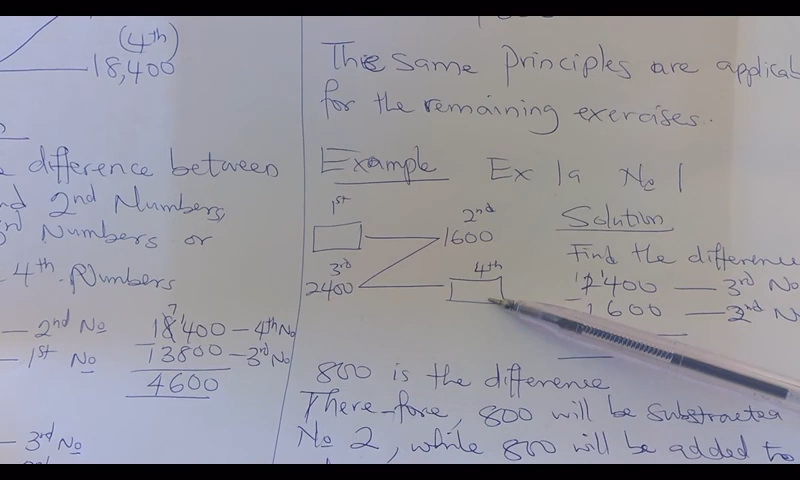 (4th)
18,400
difference between
2nd Numbers,
Numbers or
4th Numbers
2nd No 18400 - 4th No
1st No 13800 - 3rd No
4600
3rd No
The same principles are
for the remaining exercises.
Example Ex 1a No 1
1st 2nd Solution
1600
Find the difference
3rd 4th
2400 2400 — 3rd No
1600 — 2nd
800 is the difference
There-fore, 800 will be substracted
No 2, while 800 will be added to